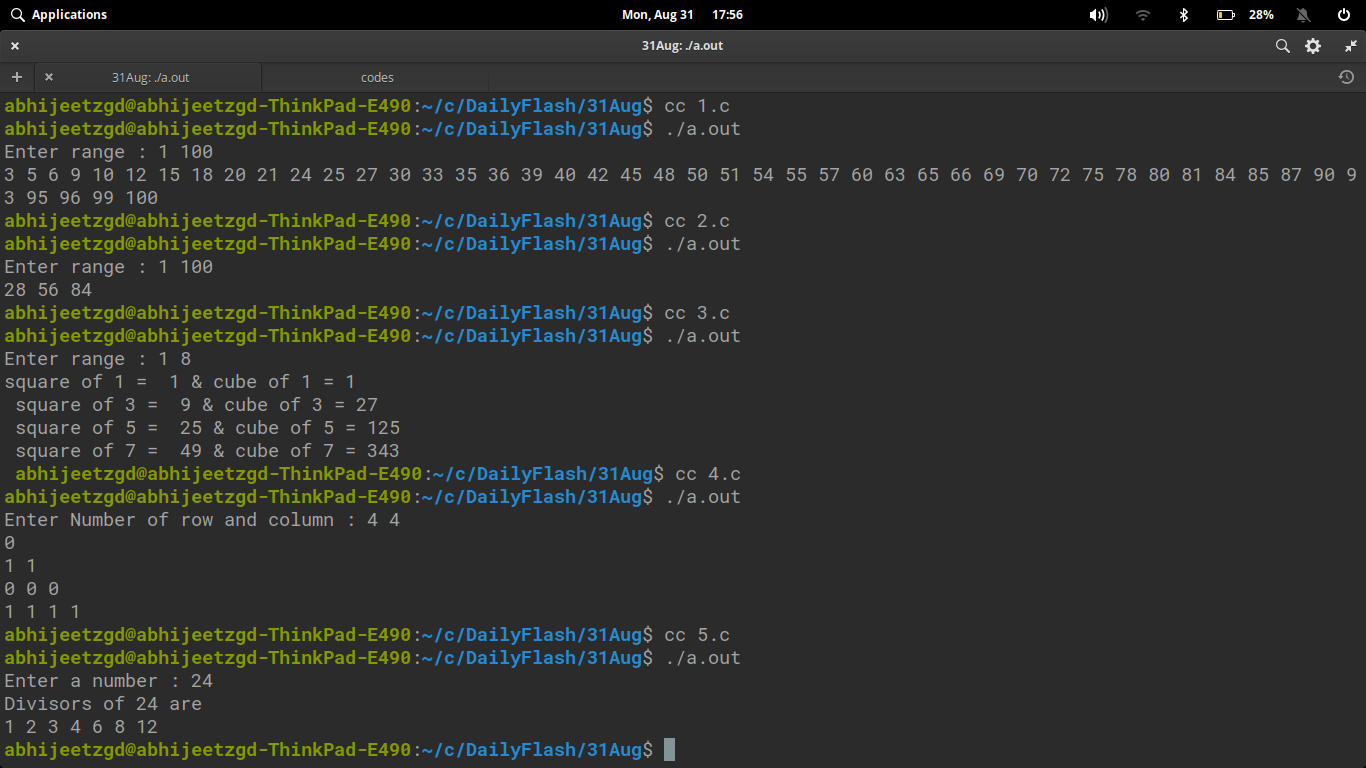 Applications
Mon, Aug 31 17:56
28%
31Aug: ./a.out
31Aug: ./a.out
codes
abhijeetzgd@abhijeetzgd-ThinkPad-E490:~/c/DailyFlash/31Aug$ cc 1.c
abhijeetzgd@abhijeetzgd-ThinkPad-E490:~/c/DailyFlash/31Aug$ ./a.out
Enter range : 1 100
3 5 6 9 10 12 15 18 20 21 24 25 27 30 33 35 36 39 40 42 45 48 50 51 54 55 57 60 63 65 66 69 70 72 75 78 80 81 84 85 87 90 9
3 95 96 99 100
abhijeetzgd@abhijeetzgd-ThinkPad-E490:~/c/DailyFlash/31Aug$ cc 2.c
abhijeetzgd@abhijeetzgd-ThinkPad-E490:~/c/DailyFlash/31Aug$ ./a.out
Enter range : 1 100
28 56 84
abhijeetzgd@abhijeetzgd-ThinkPad-E490:~/c/DailyFlash/31Aug$ cc 3.c
abhijeetzgd@abhijeetzgd-ThinkPad-E490:~/c/DailyFlash/31Aug$ ./a.out
Enter range : 1 8
square of 1 =  1 & cube of 1 = 1
 square of 3 =  9 & cube of 3 = 27
 square of 5 =  25 & cube of 5 = 125
 square of 7 =  49 & cube of 7 = 343
 abhijeetzgd@abhijeetzgd-ThinkPad-E490:~/c/DailyFlash/31Aug$ cc 4.c
abhijeetzgd@abhijeetzgd-ThinkPad-E490:~/c/DailyFlash/31Aug$ ./a.out
Enter Number of row and column : 4 4
0
1 1
0 0 0
1 1 1 1
abhijeetzgd@abhijeetzgd-ThinkPad-E490:~/c/DailyFlash/31Aug$ cc 5.c
abhijeetzgd@abhijeetzgd-ThinkPad-E490:~/c/DailyFlash/31Aug$ ./a.out
Enter a number : 24
Divisors of 24 are
1 2 3 4 6 8 12
abhijeetzgd@abhijeetzgd-ThinkPad-E490:~/c/DailyFlash/31Aug$